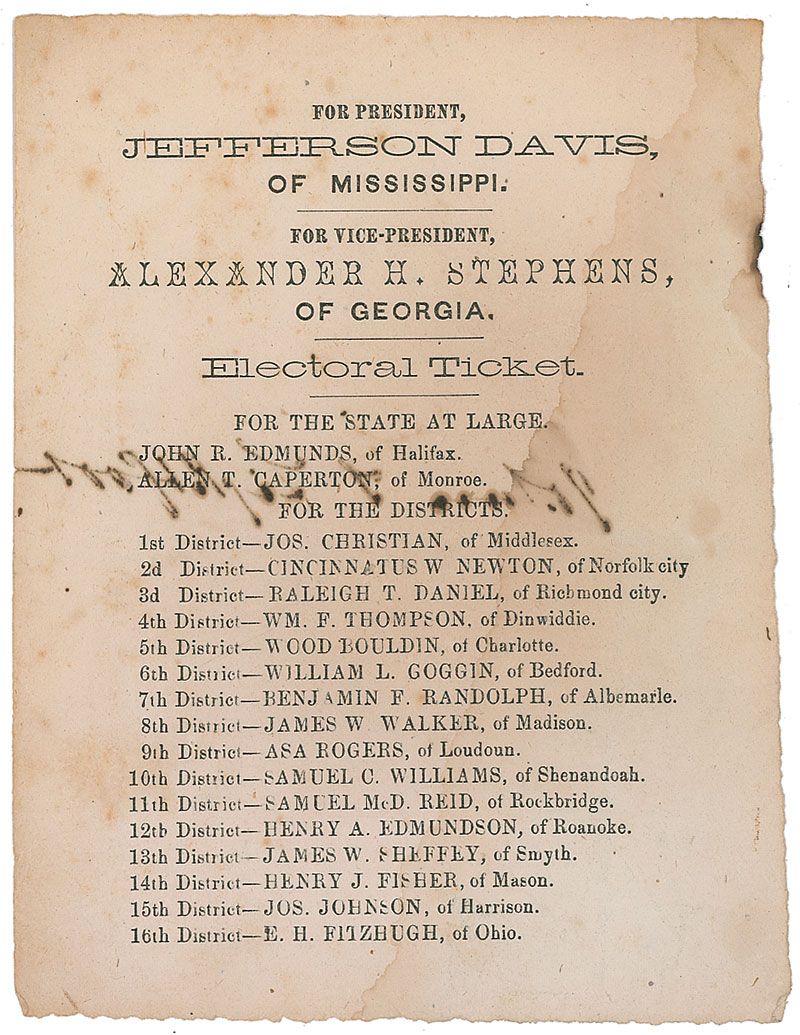 FOR PRESIDENT,
JEFFERSON DAVIS,
OF MISSISSIPPI.
FOR VICE-PRESIDENT,
ALEXANDER H. STEPHENS,
OF GEORGIA.
Electoral Ticket.
FOR THE STATE AT LARGE.
JOHN R. EDMUNDS, of Halifax.
ALLEN T. CAPERTON, of Monroe.
FOR THE DISTRICTS.
1st District—JOS. CHRISTIAN, of Middlesex.
2d District—CINCINNATUS W NEWTON, of Norfolk city
3d District—RALEIGH T. DANIEL, of Richmond city.
4th District—WM. F. THOMPSON, of Dinwiddie.
5th District—WOOD BOULDIN, of Charlotte.
6th District—WILLIAM L. GOGGIN, of Bedford.
7th District—BENJAMIN F. RANDOLPH, of Albemarle.
8th District—JAMES W. WALKER, of Madison.
9th District—ASA ROGERS, of Loudoun.
10th District—SAMUEL C. WILLIAMS, of Shenandoah.
11th District—SAMUEL McD. REID, of Rockbridge.
12th District—HENRY A. EDMUNDSON, of Roanoke.
13th District—JAMES W. SHEFFEY, of Smyth.
14th District—HENRY J. FISHER, of Mason.
15th District—JOS. JOHNSON, of Harrison.
16th District—E. H. FITZHUGH, of Ohio.